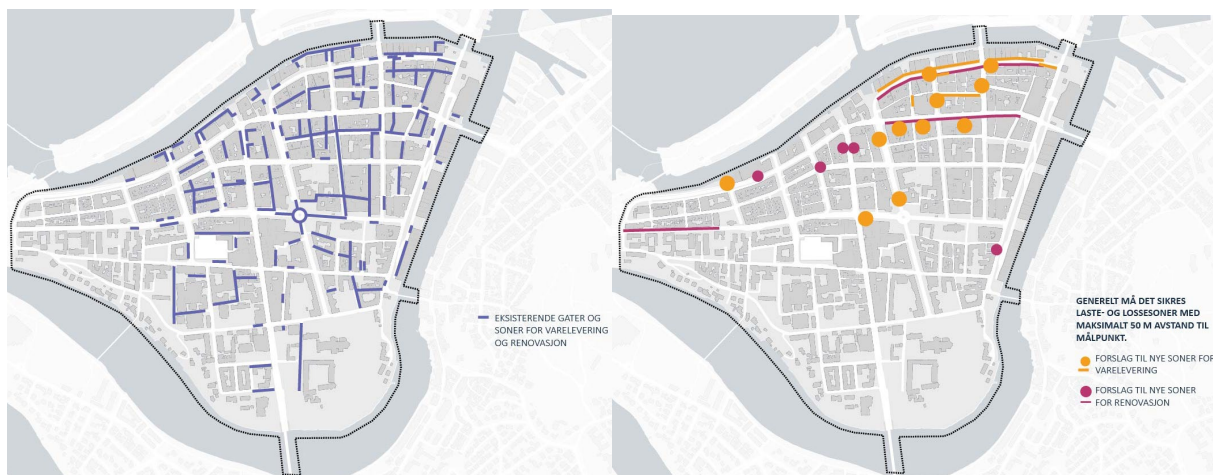 EKSISTERENDE GATER OG
SONER FOR VARELEVERING
OG RENOVASJON
GENERELT MÅ DET SIKRES
LASTE- OG LOSSESONER MED
MAKSIMALT 50 M AVSTAND TIL
MÅLPUNKT.
FORSLAG TIL NYE SONER FOR
VARELEVERING
FORSLAG TIL NYE SONER
FOR RENOVASJON